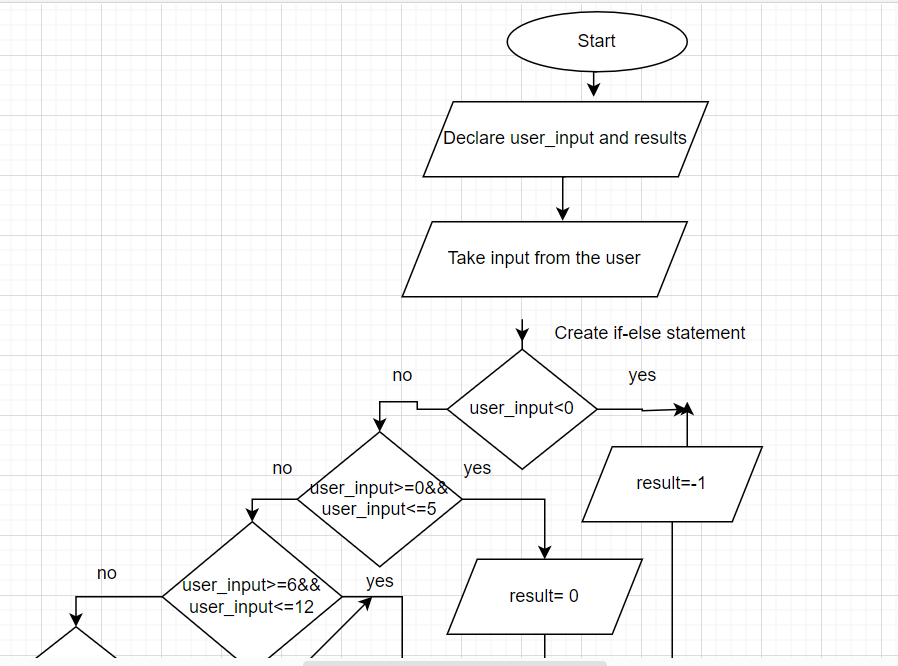 Start
Declare user_input and results
Take input from the user
Create if-else statement
no
yes
user_input<0
no
yes
user_input>=0&&
user_input<=5
result=-1
no
yes
user_input>=6&&
user_input<=12
result= 0